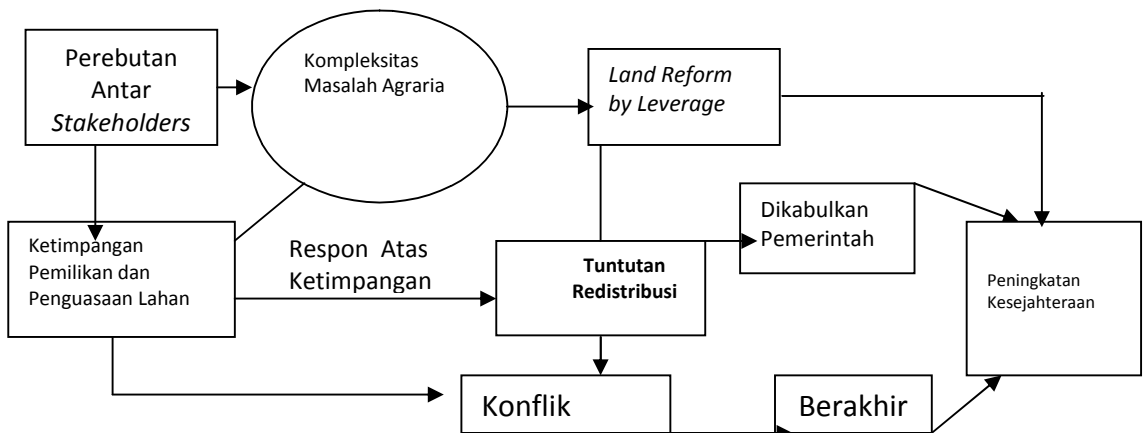 Perebutan
Antar
Stakeholders
Kompleksitas
Masalah Agraria
Land Reform
by Leverage
Ketimpangan
Pemilikan dan
Penguasaan Lahan
Respon Atas
Ketimpangan
Tuntutan
Redistribusi
Dikabulkan
Pemerintah
Peningkatan
Kesejahteraan
Konflik
Berakhir